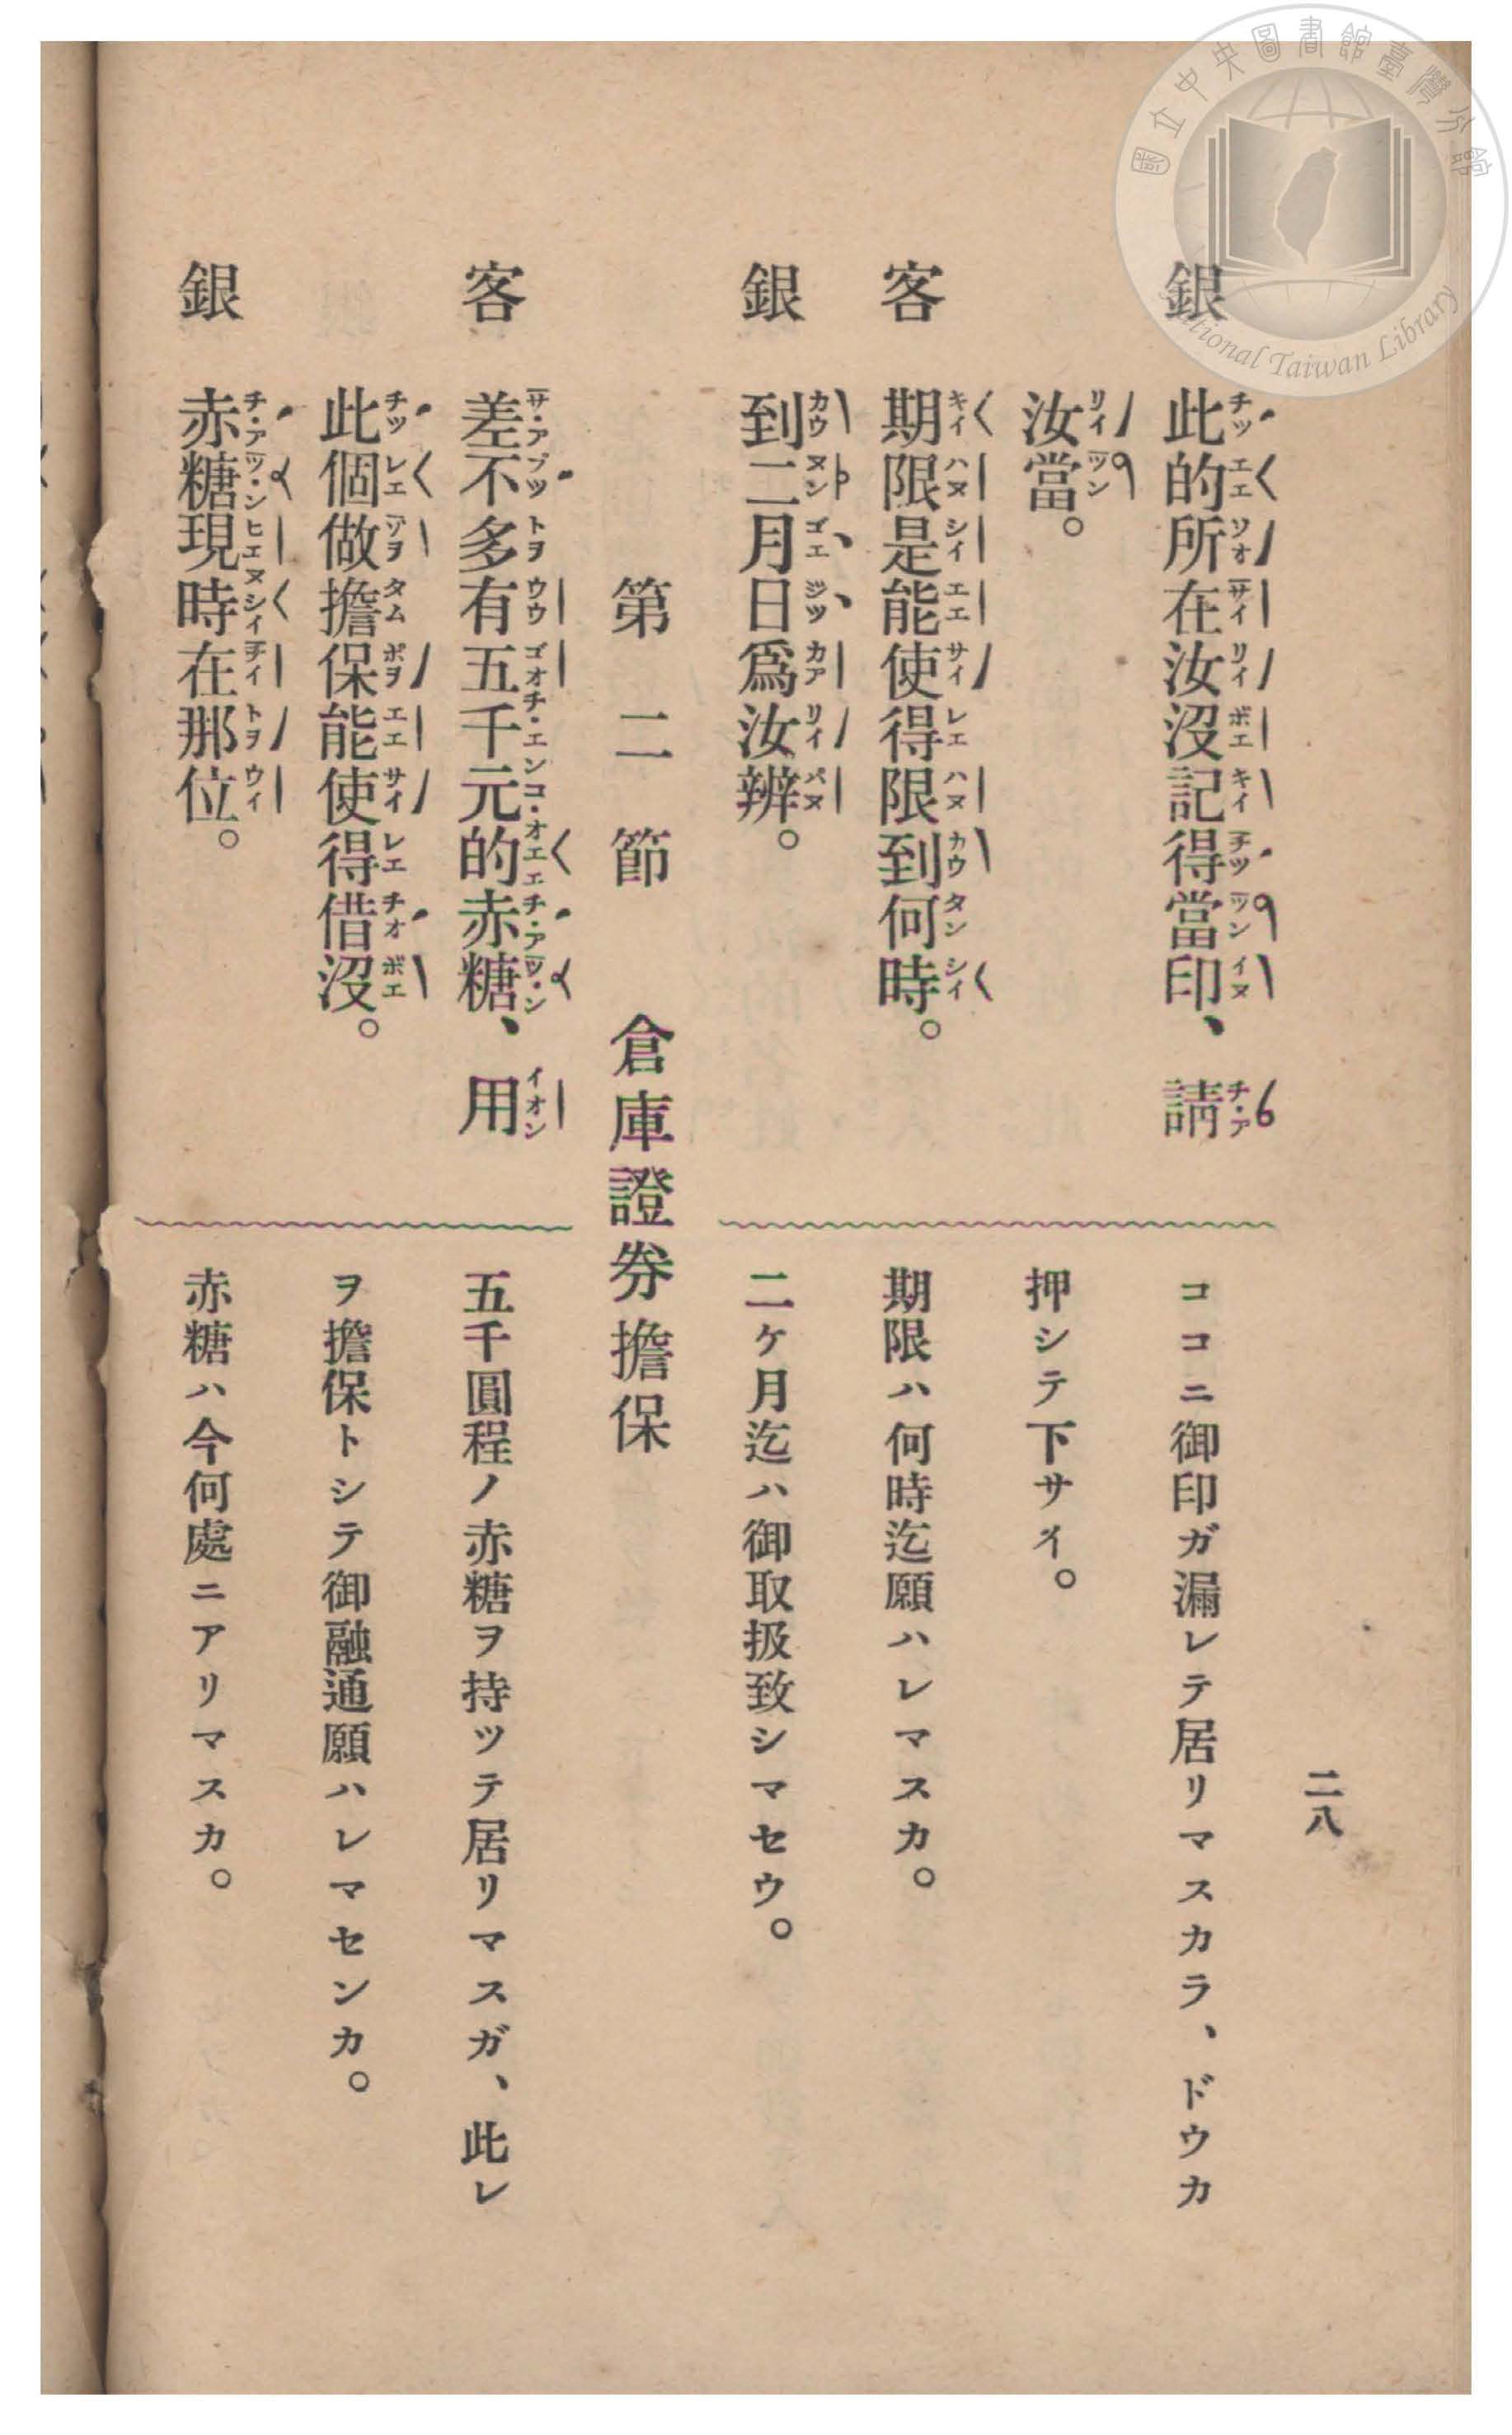 國立中央圖書館臺灣分館
National Taiwan Library
二八
銀 此的所在汝沒記得當印、請
汝當。
客 期限是能使得限到何時。
銀 到二月日爲汝辨。
ココニ御印ガ漏レテ居リマスカラ、ドウカ
押シテ下サイ。
期限ハ何時迄願ハレマスカ。
二ケ月迄ハ御取扱致シマセウ。
第二節 倉庫證券擔保
客 差不多有五千元的赤糖、用
此個做擔保能使得借沒。
銀 赤糖現時在那位。
五千圓程ノ赤糖ヲ持ツテ居リマスガ、此レ
ヲ擔保トシテ御融通願ハレマセンカ。
赤糖ハ今何處ニアリマスカ。